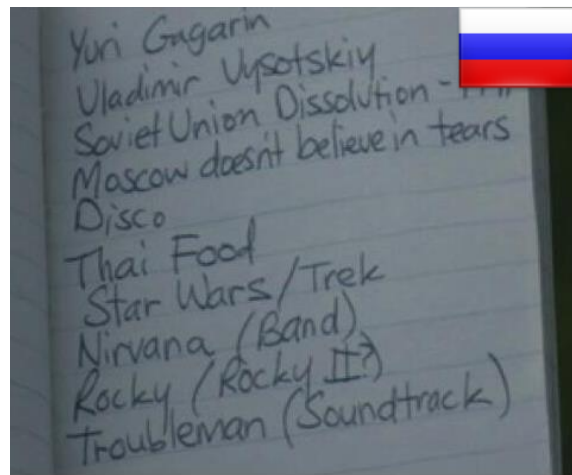 Yuri Gagarin
Vladimir Vysotskiy
Soviet Union Dissolution -
Moscow doesn't believe in tears
Disco
Thai Food
Star Wars/Trek
Nirvana (Band)
Rocky (Rocky II?)
Troubleman (Soundtrack)